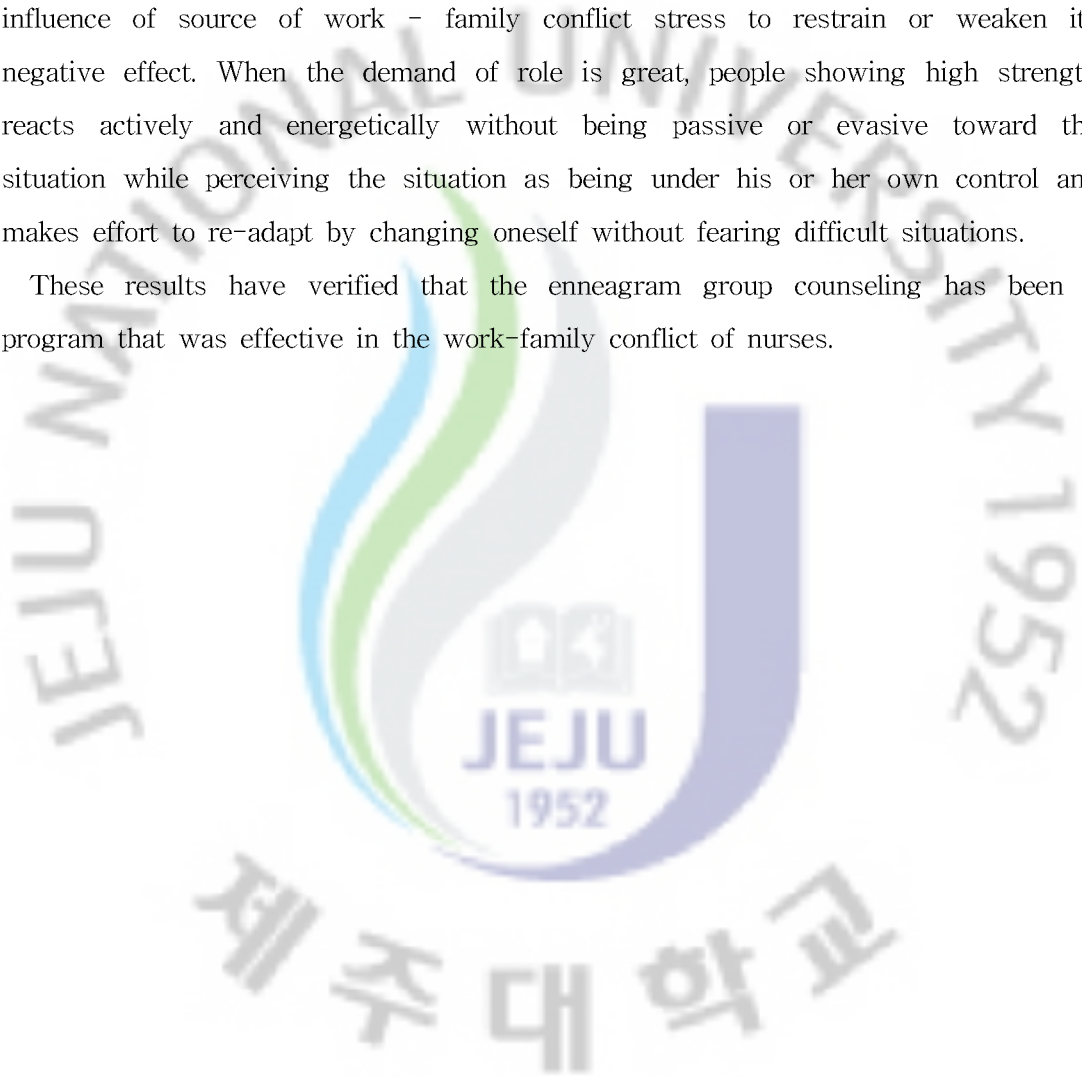 influence of source of work - family conflict stress to restrain or weaken it
negative effect. When the demand of role is great, people showing high strengt
reacts actively and energetically without being passive or evasive toward th
situation while perceiving the situation as being under his or her own control an
makes effort to re-adapt by changing oneself without fearing difficult situations.
These results have verified that the enneagram group counseling has been
program that was effective in the work-family conflict of nurses.
JEJU NATIONAL UNIVERSITY 1952
JEJU
1952
제주대학교